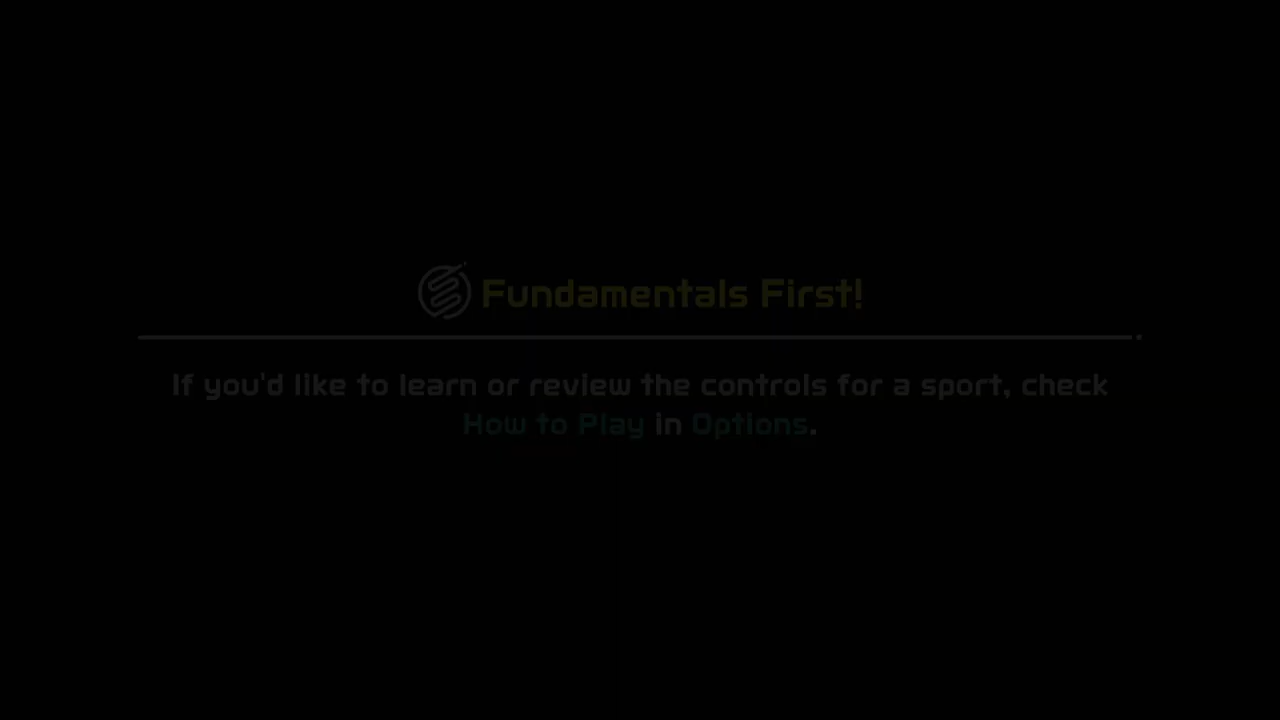 Fundamentals First!
If you'd like to learn or review the controls for a sport, check
How to Play in Options.